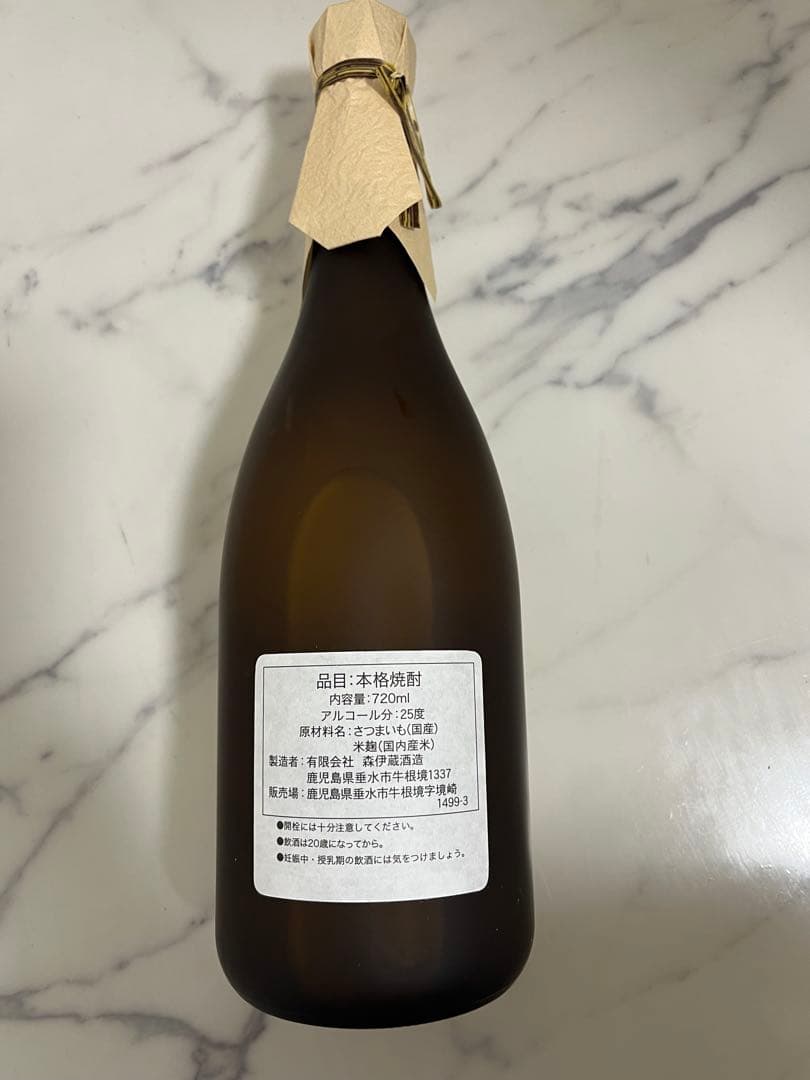 品目:本格焼酎
内容量:720ml
アルコール分:25度
原材料名:さつまいも(国産)
米麹(国内産米)
製造者:有限会社 森伊蔵酒造
鹿児島県垂水市牛根境1337
販売場:鹿児島県垂水市牛根境字境崎
1499-3
●開栓には十分注意してください。
●飲酒は20歳になってから。
●妊娠中・授乳期の飲酒には気をつけましょう。